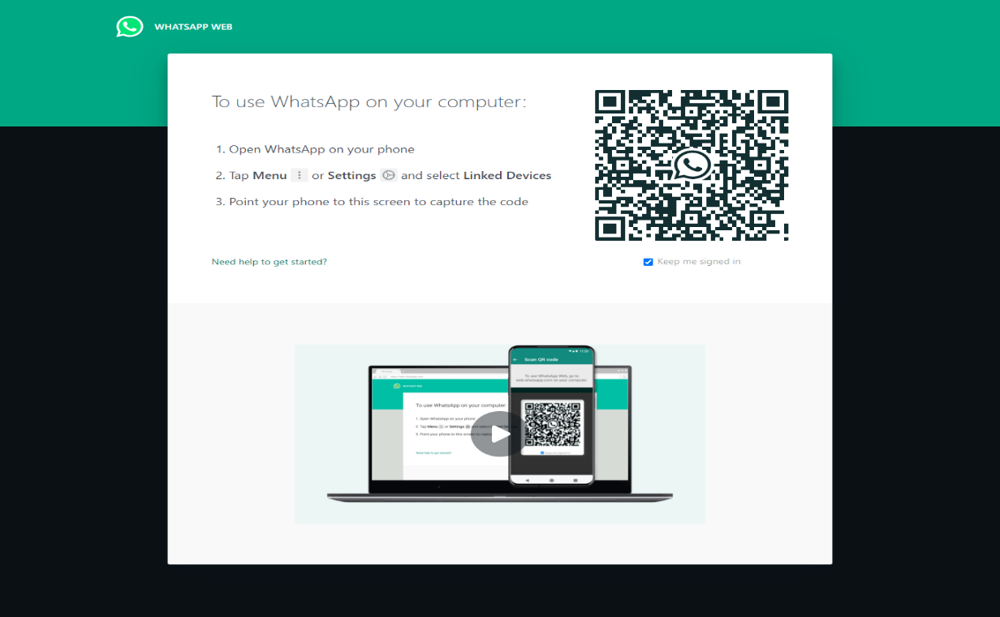 WHATSAPP WEB
To use WhatsApp on your computer:
1. Open WhatsApp on your phone
2. Tap Menu or Settings and select Linked Devices
3. Point your phone to this screen to capture the code
Need help to get started?
Keep me signed in
Scan QR code
To use WhatsApp Web, go to
web.whatsapp.com on your computer.
WHATSAPP WEB
To use WhatsApp on your computer:
1. Open WhatsApp on your phone
2. Tap Menu or Settings and select
3. Point your phone to this screen to
Need help to get started?